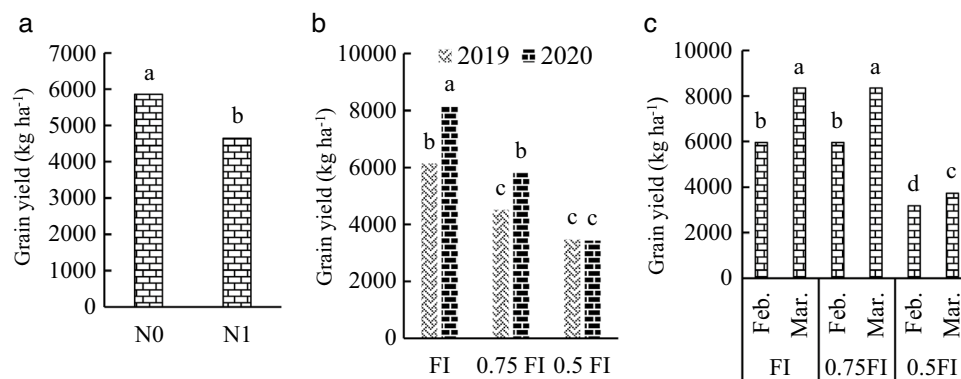 a
Grain yield (kg ha⁻¹)
7000
6000
5000
4000
3000
2000
1000
0
a
b
N0 N1
b
Grain yield (kg ha⁻¹)
10000
8000
6000
4000
2000
0
2019 2020
b a
c b
c c
FI 0.75 FI 0.5 FI
c
Grain yield (kg ha⁻¹)
10000
8000
6000
4000
2000
0
b a b a d c
Feb. Mar. Feb. Mar. Feb. Mar.
FI 0.75FI 0.5FI